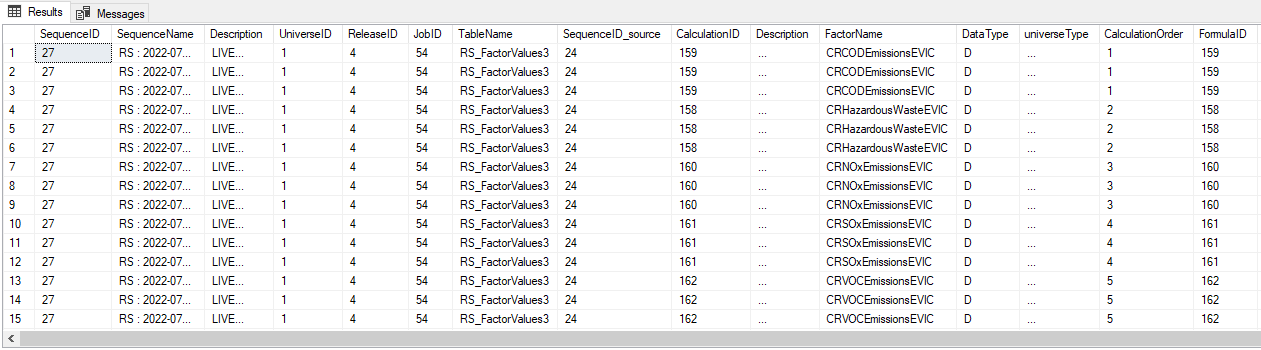 Results Messages
SequenceID SequenceName Description UniverseID ReleaseID JobID TableName SequenceID_source CalculationID Description FactorName DataType universeType CalculationOrder FormulaID
1 27 RS : 2022-07... LIVE... 1 4 54 RS_FactorValues3 24 159 ... CRCODEmissionsEVIC D ... 1 159
2 27 RS : 2022-07... LIVE... 1 4 54 RS_FactorValues3 24 159 ... CRCODEmissionsEVIC D ... 1 159
3 27 RS : 2022-07... LIVE... 1 4 54 RS_FactorValues3 24 159 ... CRCODEmissionsEVIC D ... 1 159
4 27 RS : 2022-07... LIVE... 1 4 54 RS_FactorValues3 24 158 ... CRHazardousWasteEVIC D ... 2 158
5 27 RS : 2022-07... LIVE... 1 4 54 RS_FactorValues3 24 158 ... CRHazardousWasteEVIC D ... 2 158
6 27 RS : 2022-07... LIVE... 1 4 54 RS_FactorValues3 24 158 ... CRHazardousWasteEVIC D ... 2 158
7 27 RS : 2022-07... LIVE... 1 4 54 RS_FactorValues3 24 160 ... CRNOxEmissionsEVIC D ... 3 160
8 27 RS : 2022-07... LIVE... 1 4 54 RS_FactorValues3 24 160 ... CRNOxEmissionsEVIC D ... 3 160
9 27 RS : 2022-07... LIVE... 1 4 54 RS_FactorValues3 24 160 ... CRNOxEmissionsEVIC D ... 3 160
10 27 RS : 2022-07... LIVE... 1 4 54 RS_FactorValues3 24 161 ... CRSOxEmissionsEVIC D ... 4 161
11 27 RS : 2022-07... LIVE... 1 4 54 RS_FactorValues3 24 161 ... CRSOxEmissionsEVIC D ... 4 161
12 27 RS : 2022-07... LIVE... 1 4 54 RS_FactorValues3 24 161 ... CRSOxEmissionsEVIC D ... 4 161
13 27 RS : 2022-07... LIVE... 1 4 54 RS_FactorValues3 24 162 ... CRVOCEmissionsEVIC D ... 5 162
14 27 RS : 2022-07... LIVE... 1 4 54 RS_FactorValues3 24 162 ... CRVOCEmissionsEVIC D ... 5 162
15 27 RS : 2022-07... LIVE... 1 4 54 RS_FactorValues3 24 162 ... CRVOCEmissionsEVIC D ... 5 162